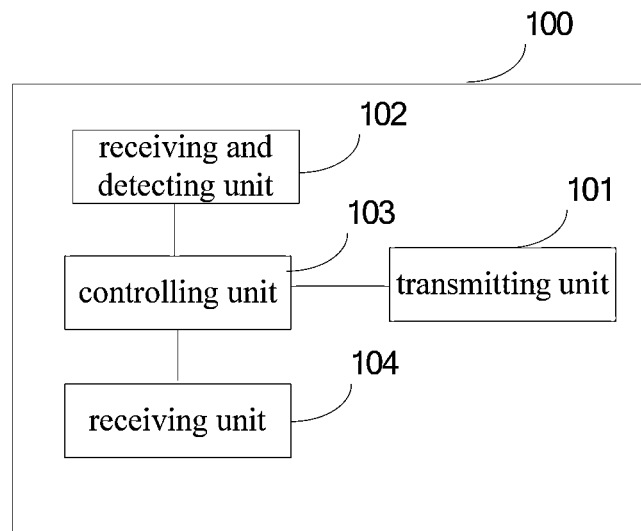 100
102
receiving and
detecting unit
103
101
controlling unit
transmitting unit
104
receiving unit